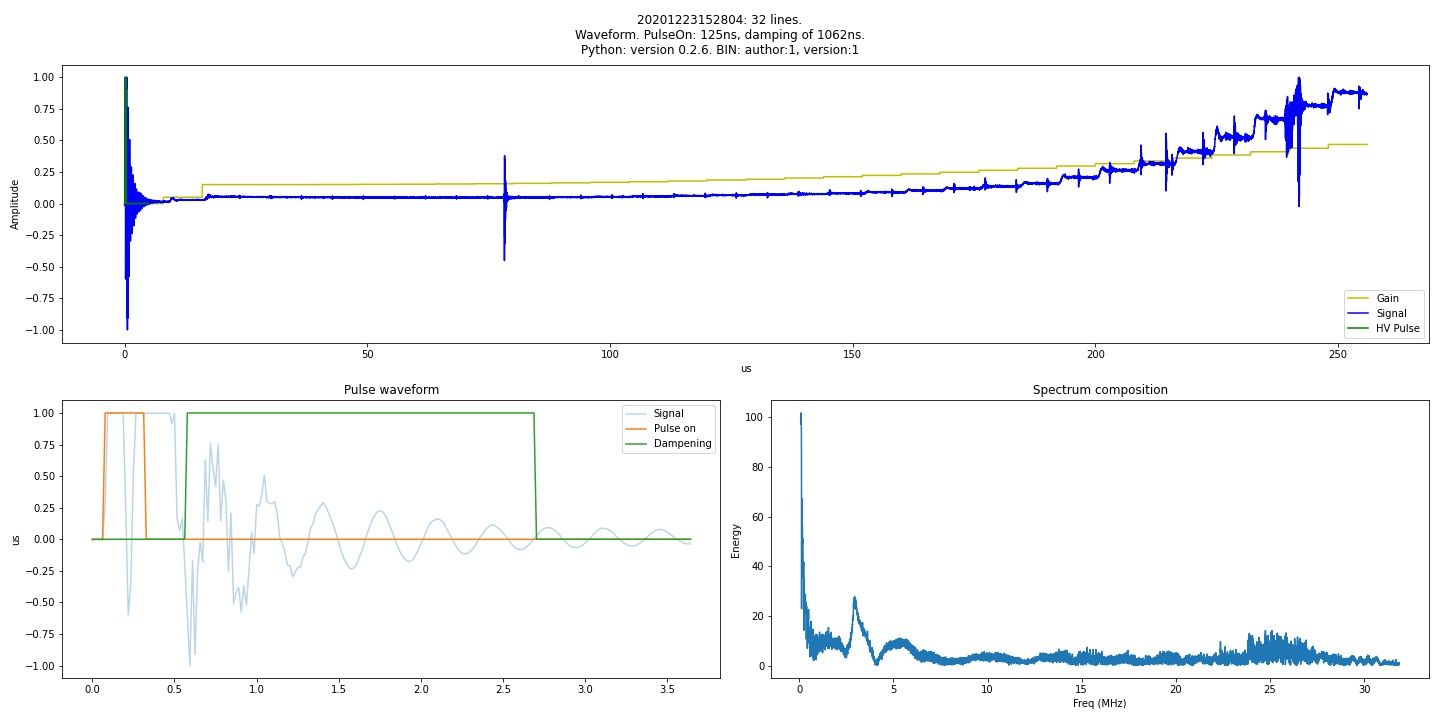 20201223152804: 32 lines.
Waveform. PulseOn: 125ns, damping of 1062ns.
Python: version 0.2.6. BIN: author:1, version:1
1.00
0.75
0.50
0.25
0.00
−0.25
−0.50
−0.75
−1.00
Amplitude
Gain
Signal
HV Pulse
0
50
100
150
200
250
us
Pulse waveform
1.00
0.75
0.50
0.25
0.00
−0.25
−0.50
−0.75
−1.00
us
Signal
Pulse on
Dampening
0.0
0.5
1.0
1.5
2.0
2.5
3.0
3.5
Spectrum composition
100
80
60
40
20
0
Energy
0
5
10
15
20
25
30
Freq (MHz)